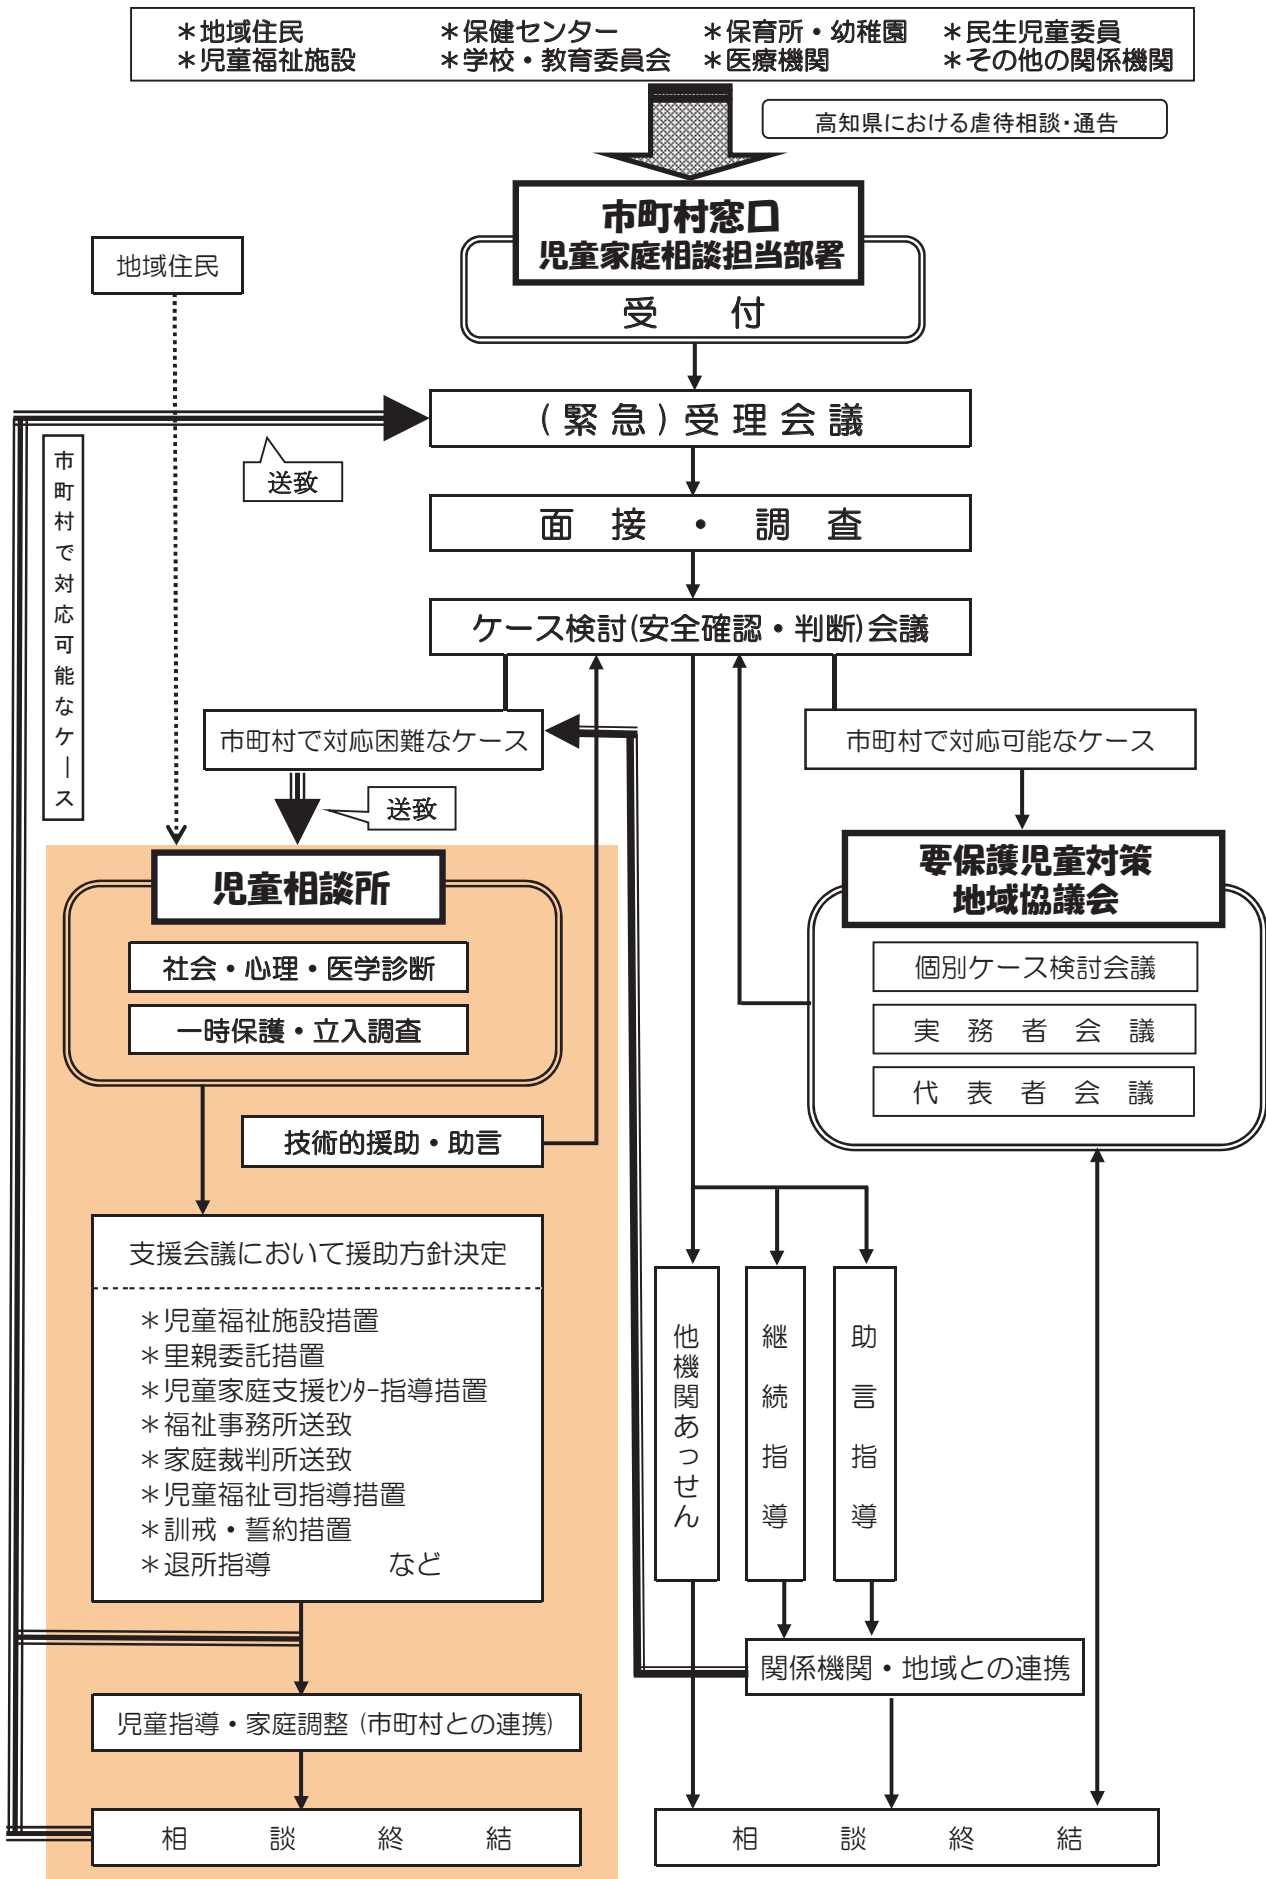 ＊地域住民　＊保健センター　＊保育所・幼稚園　＊民生児童委員
＊児童福祉施設　＊学校・教育委員会　＊医療機関　＊その他の関係機関
高知県における虐待相談・通告
市町村窓口
児童家庭相談担当部署
受　付
地域住民
（緊急）受理会議
送致
市町村で対応可能なケース
面接・調査
ケース検討(安全確認・判断)会議
市町村で対応困難なケース
市町村で対応可能なケース
送致
児童相談所
社会・心理・医学診断
一時保護・立入調査
技術的援助・助言
要保護児童対策
地域協議会
個別ケース検討会議
実務者会議
代表者会議
支援会議において援助方針決定
＊児童福祉施設措置
＊里親委託措置
＊児童家庭支援ｾﾝﾀｰ指導措置
＊福祉事務所送致
＊家庭裁判所送致
＊児童福祉司指導措置
＊訓戒・誓約措置
＊退所指導　　など
他機関あっせん
継続指導
助言指導
関係機関・地域との連携
児童指導・家庭調整（市町村との連携）
相談終結
相談終結